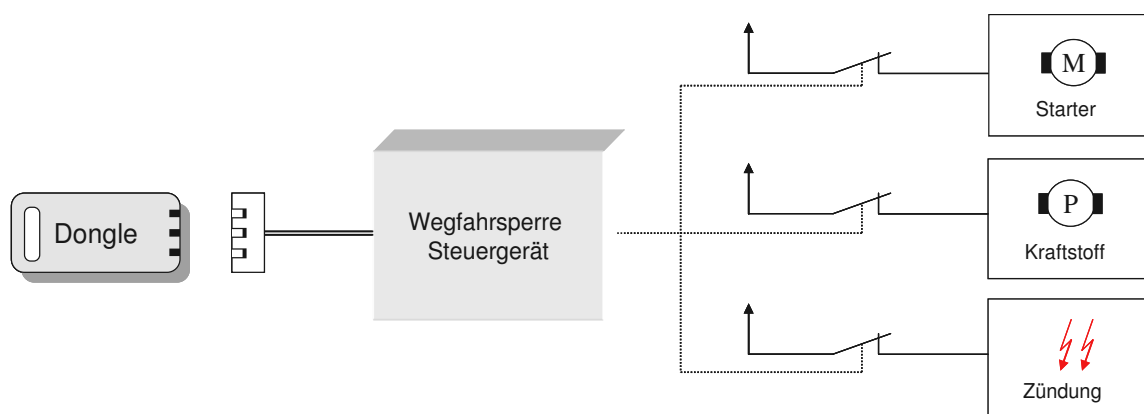 Dongle
Wegfahrsperre
Steuergerät
M
Starter
P
Kraftstoff
Zündung